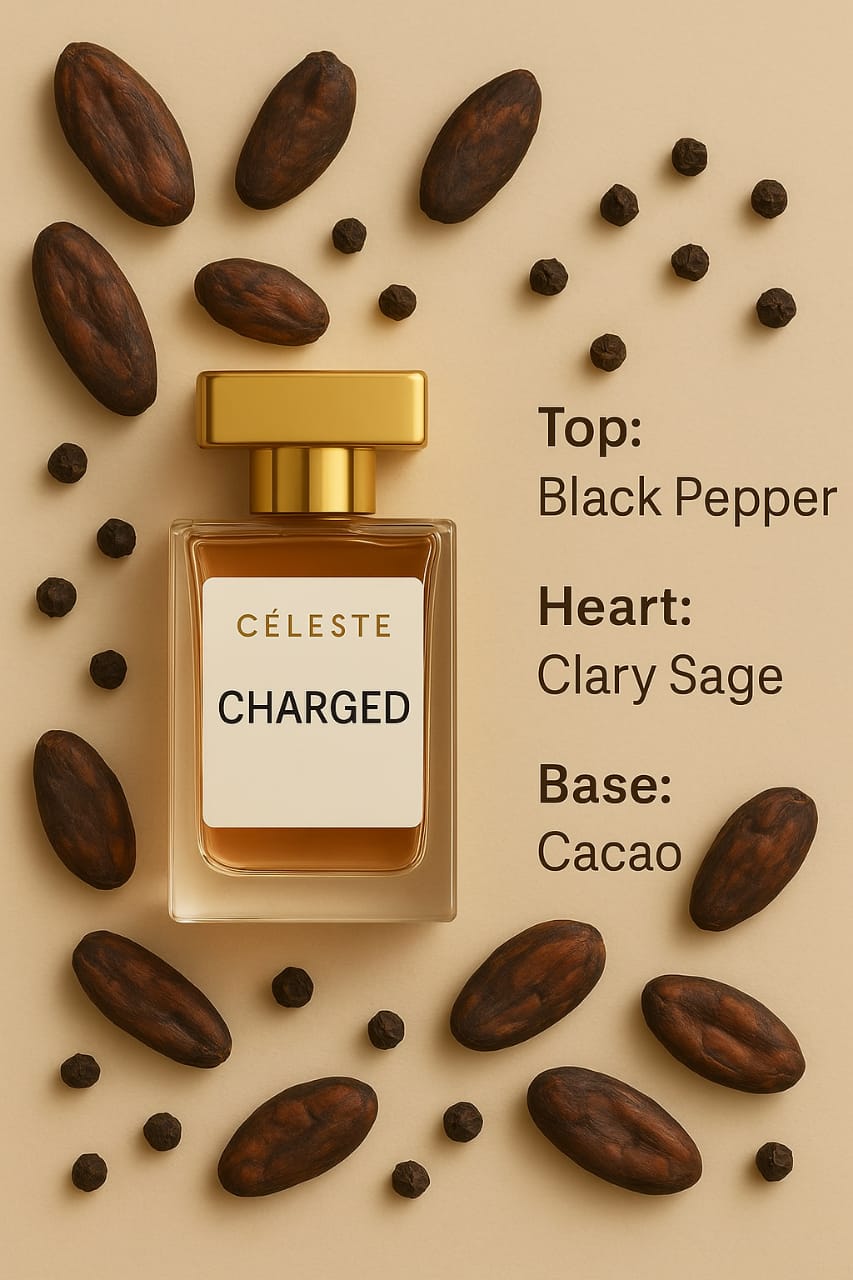 CÉLESTE
CHARGED
Top:
Black Pepper
Heart:
Clary Sage
Base:
Cacao